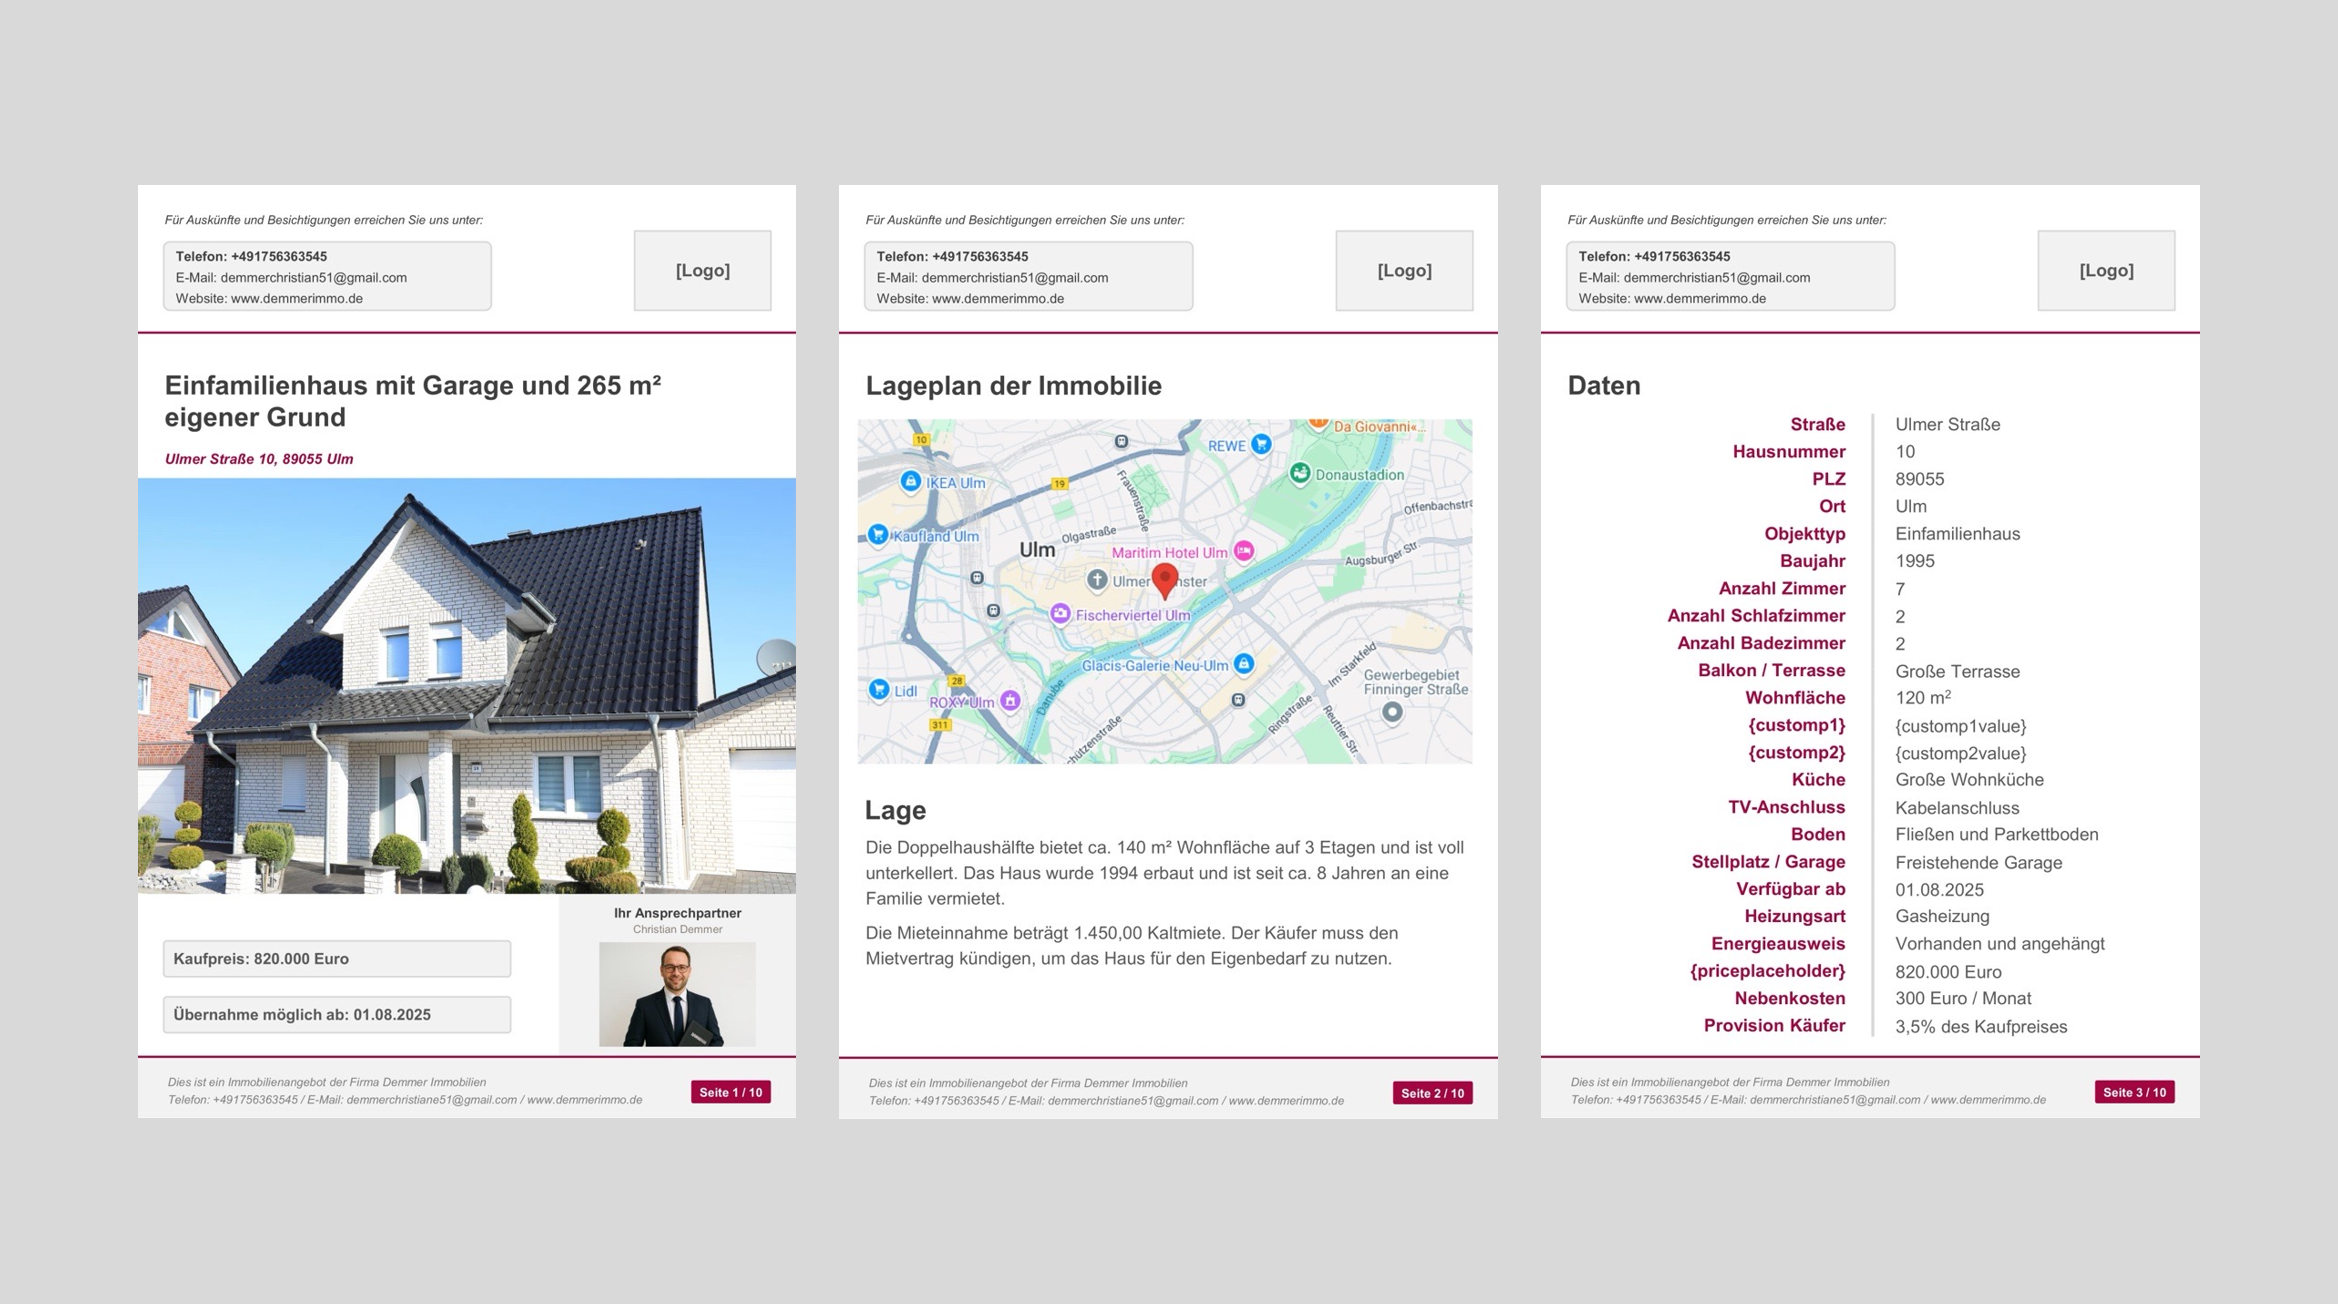 Für Auskünfte und Besichtigungen erreichen Sie uns unter:
Telefon: +491756363545
E-Mail: demmerchristian51@gmail.com
Website: www.demmerimmo.de
[Logo]
Einfamilienhaus mit Garage und 265 m²
eigener Grund
Ulmer Straße 10, 89055 Ulm
Kaufpreis: 820.000 Euro
Übernahme möglich ab: 01.08.2025
Ihr Ansprechpartner
Christian Demmer
Dies ist ein Immobilienangebot der Firma Demmer Immobilien
Telefon: +491756363545 / E-Mail: demmerchristiane51@gmail.com / www.demmerimmo.de
Seite 1 / 10
Für Auskünfte und Besichtigungen erreichen Sie uns unter:
Telefon: +491756363545
E-Mail: demmerchristian51@gmail.com
Website: www.demmerimmo.de
[Logo]
Lageplan der Immobilie
10
REWE
Da Giovanni«...
IKEA Ulm
19
Frauenstraße
Donaustadion
Offenbachstra
Kaufland Ulm
Olgastraße
Ulm
Maritim Hotel Ulm
Augsburger Str.
Ulmer nster
Fischerviertel Ulm
Glacis-Galerie Neu-Ulm
Im Starkfeld
Gewerbegebiet
Finninger Straße
28
Lidl
ROXY Ulm
Danube
311
chützenstraße
Ringstraße
Reuttier Str.
Lage
Die Doppelhaushälfte bietet ca. 140 m² Wohnfläche auf 3 Etagen und ist voll
unterkellert. Das Haus wurde 1994 erbaut und ist seit ca. 8 Jahren an eine
Familie vermietet.
Die Mieteinnahme beträgt 1.450,00 Kaltmiete. Der Käufer muss den
Mietvertrag kündigen, um das Haus für den Eigenbedarf zu nutzen.
Dies ist ein Immobilienangebot der Firma Demmer Immobilien
Telefon: +491756363545 / E-Mail: demmerchristiane51@gmail.com / www.demmerimmo.de
Seite 2 / 10
Für Auskünfte und Besichtigungen erreichen Sie uns unter:
Telefon: +491756363545
E-Mail: demmerchristian51@gmail.com
Website: www.demmerimmo.de
[Logo]
Daten
Straße Ulmer Straße
Hausnummer 10
PLZ 89055
Ort Ulm
Objekttyp Einfamilienhaus
Baujahr 1995
Anzahl Zimmer 7
Anzahl Schlafzimmer 2
Anzahl Badezimmer 2
Balkon / Terrasse Große Terrasse
Wohnfläche 120 m²
{customp1} {customp1value}
{customp2} {customp2value}
Küche Große Wohnküche
TV-Anschluss Kabelanschluss
Boden Fließen und Parkettboden
Stellplatz / Garage Freistehende Garage
Verfügbar ab 01.08.2025
Heizungsart Gasheizung
Energieausweis Vorhanden und angehängt
{priceplaceholder} 820.000 Euro
Nebenkosten 300 Euro / Monat
Provision Käufer 3,5% des Kaufpreises
Dies ist ein Immobilienangebot der Firma Demmer Immobilien
Telefon: +491756363545 / E-Mail: demmerchristiane51@gmail.com / www.demmerimmo.de
Seite 3 / 10